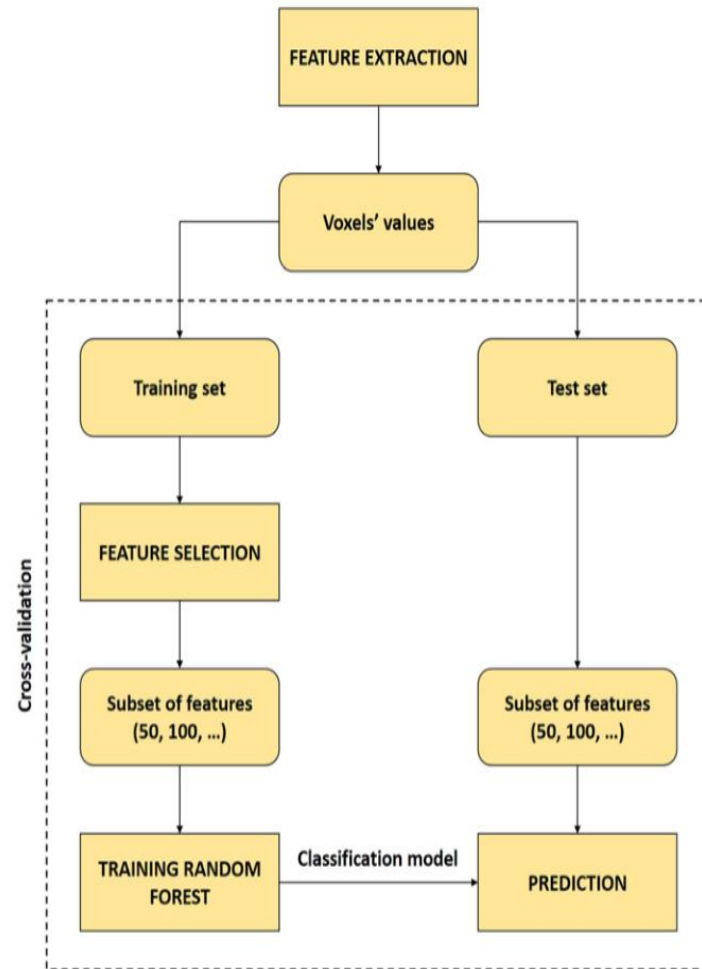 FEATURE EXTRACTION
Voxels' values
Training set
Test set
FEATURE SELECTION
Cross-validation
Subset of features
(50, 100, ...)
Subset of features
(50, 100, ...)
TRAINING RANDOM
FOREST
Classification model
PREDICTION